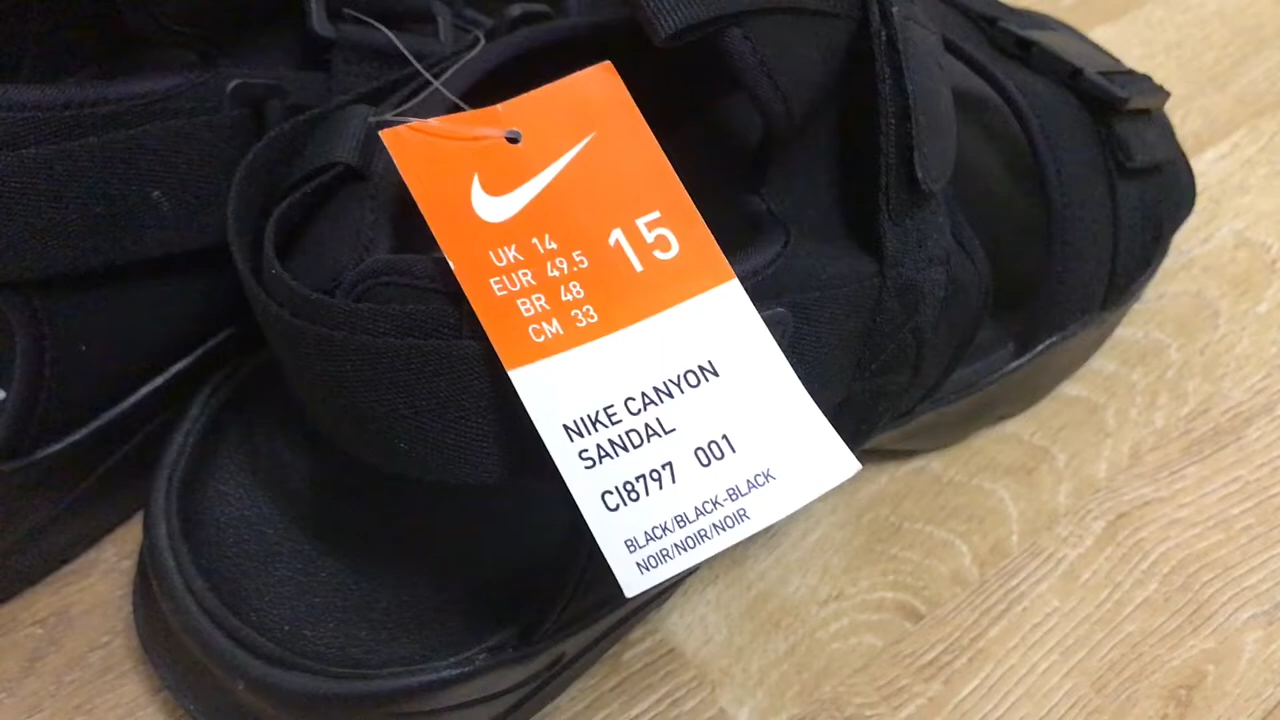 UK 14
EUR 49.5
BR 48
CM 33
15
NIKE CANYON
SANDAL
CI8797 001
BLACK/BLACK-BLACK
NOIR/NOIR/NOIR